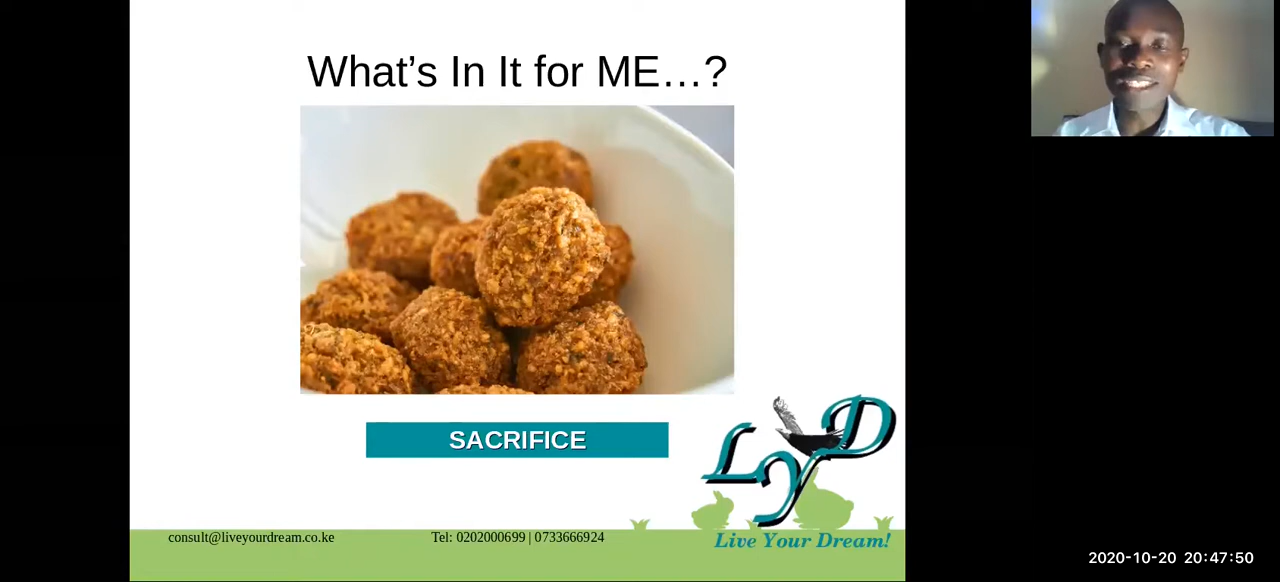 What’s In It for ME…?
SACRIFICE
LYD
Live Your Dream!
consult@liveyourdream.co.ke
Tel: 0202000699 | 0733666924
2020-10-20 20:47:50